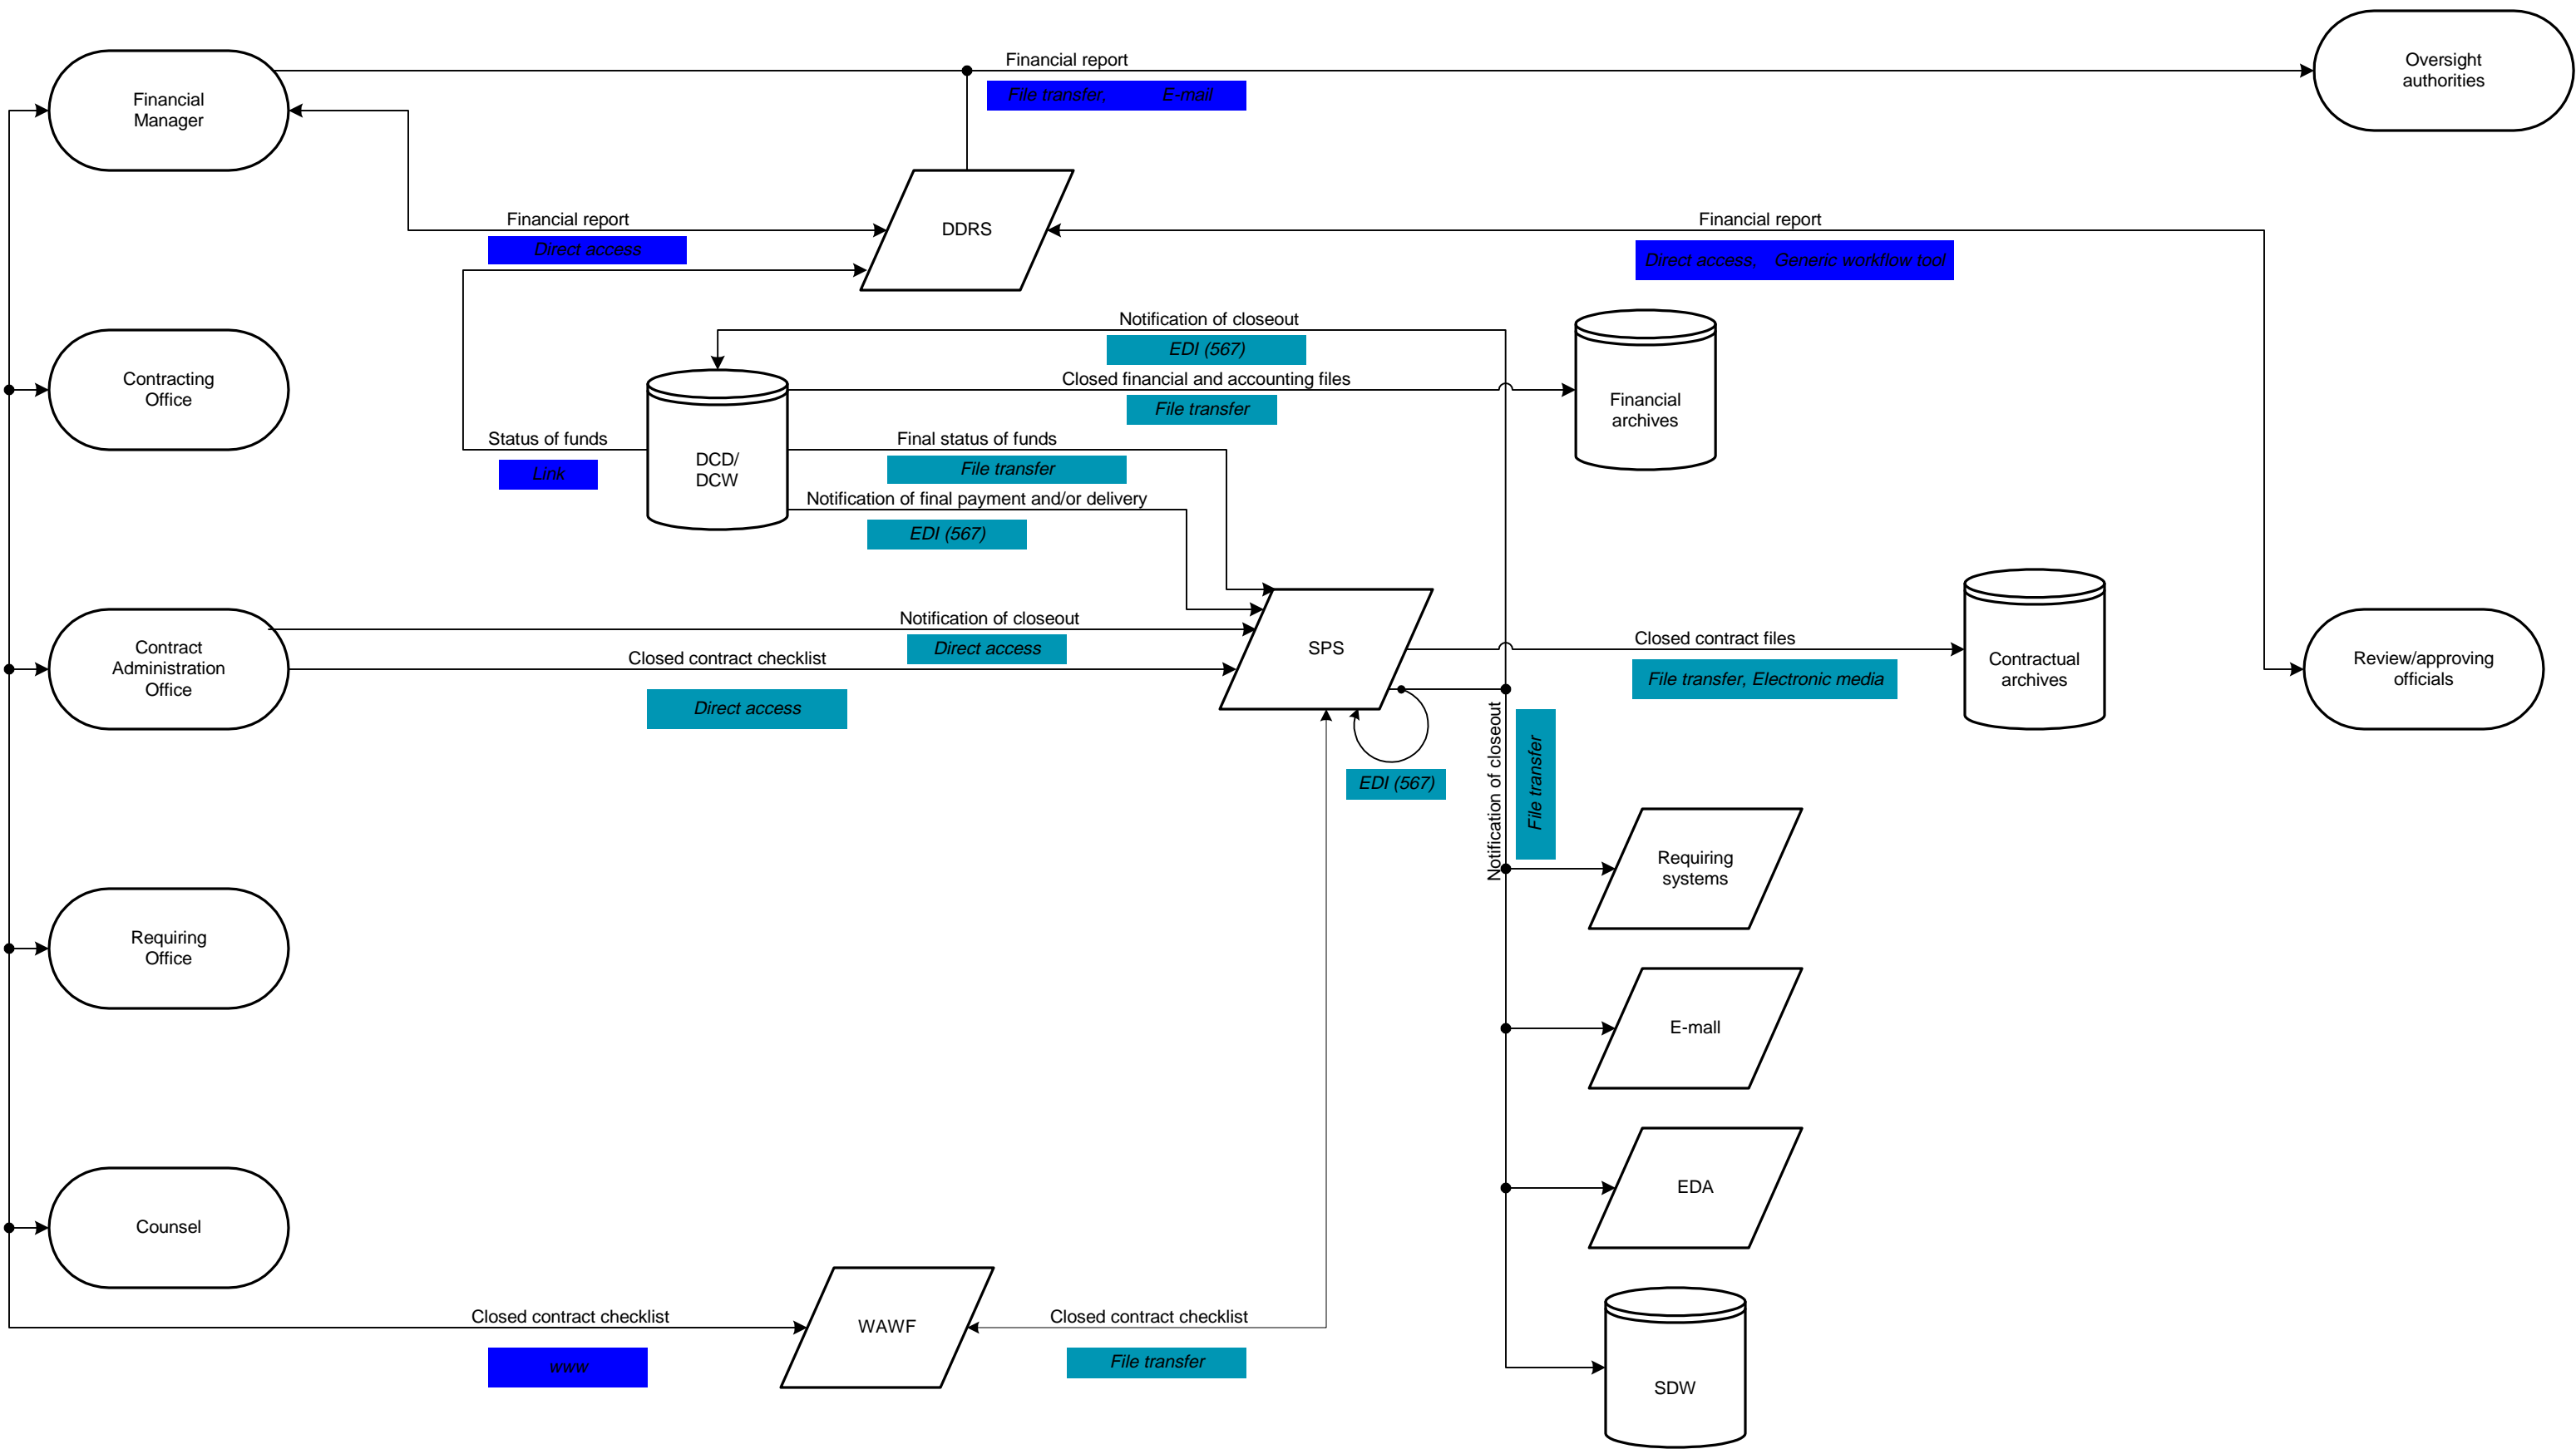 Financial report
Oversight
authorities
File transfer, E-mail
Financial
Manager
Financial report
Direct access
DDRS
Financial report
Direct access, Generic workflow tool
Notification of closeout
EDI (567)
Contracting
Office
Closed financial and accounting files
File transfer
Financial
archives
Status of funds
Link
DCD/
DCW
Final status of funds
File transfer
Notification of final payment and/or delivery
EDI (567)
Contract
Administration
Office
Notification of closeout
Direct access
Closed contract checklist
Direct access
SPS
Closed contract files
File transfer, Electronic media
Contractual
archives
Review/approving
officials
EDI (567)
Notification of closeout
File transfer
Requiring
systems
Requiring
Office
E-mall
EDA
Counsel
Closed contract checklist
www
WAWF
Closed contract checklist
File transfer
SDW